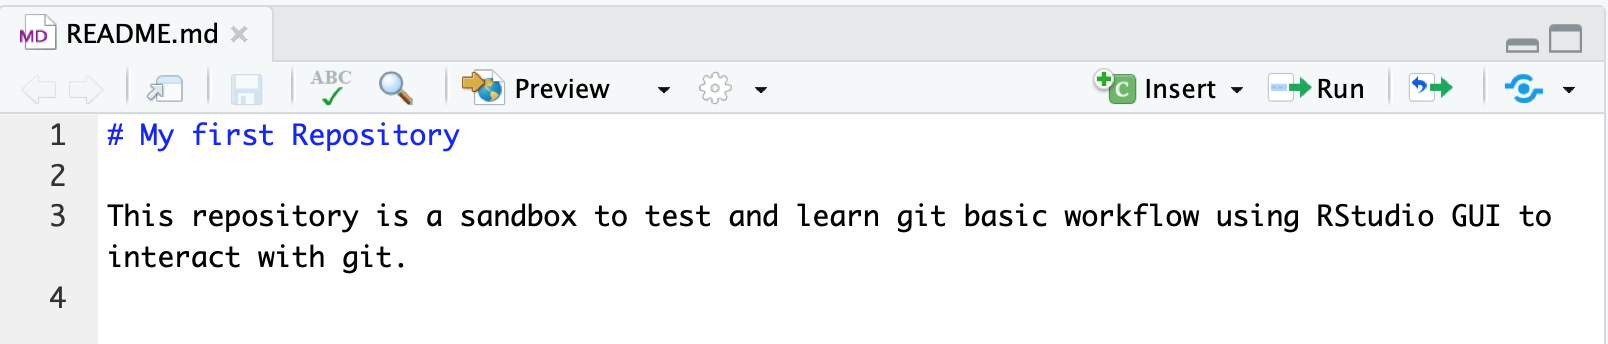 MD README.md
ABC Preview Insert Run
1 # My first Repository
2
3 This repository is a sandbox to test and learn git basic workflow using RStudio GUI to
interact with git.
4